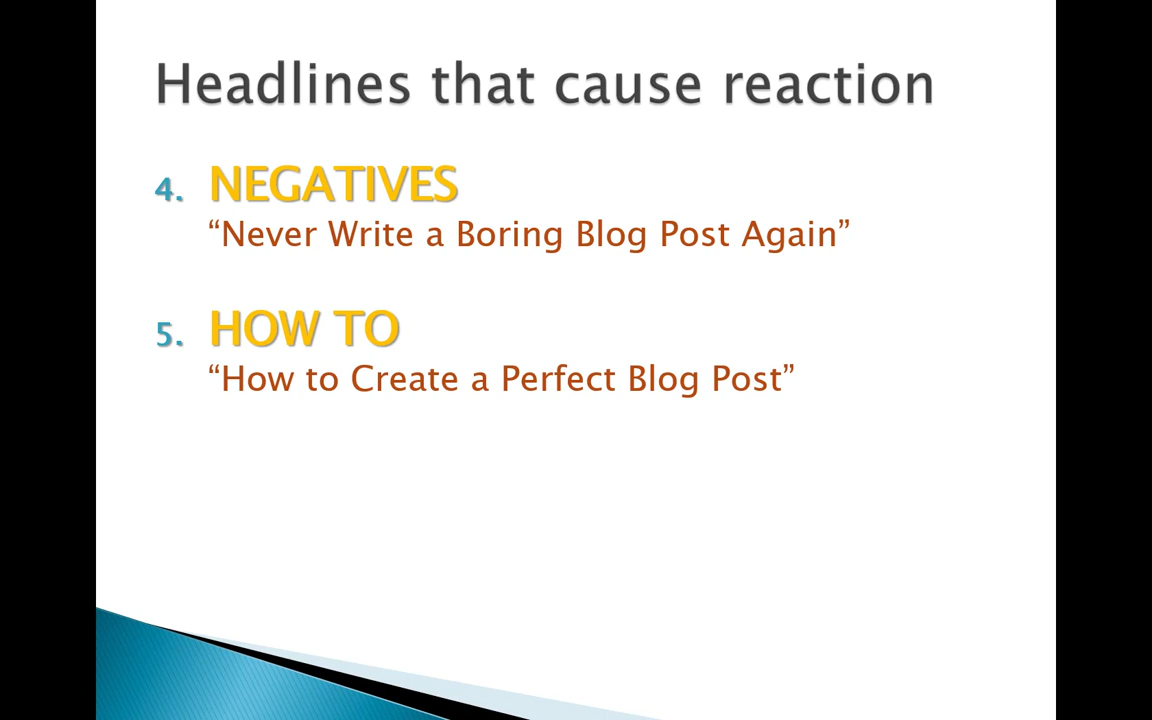 Headlines that cause reaction
4. NEGATIVES
“Never Write a Boring Blog Post Again”
5. HOW TO
“How to Create a Perfect Blog Post”